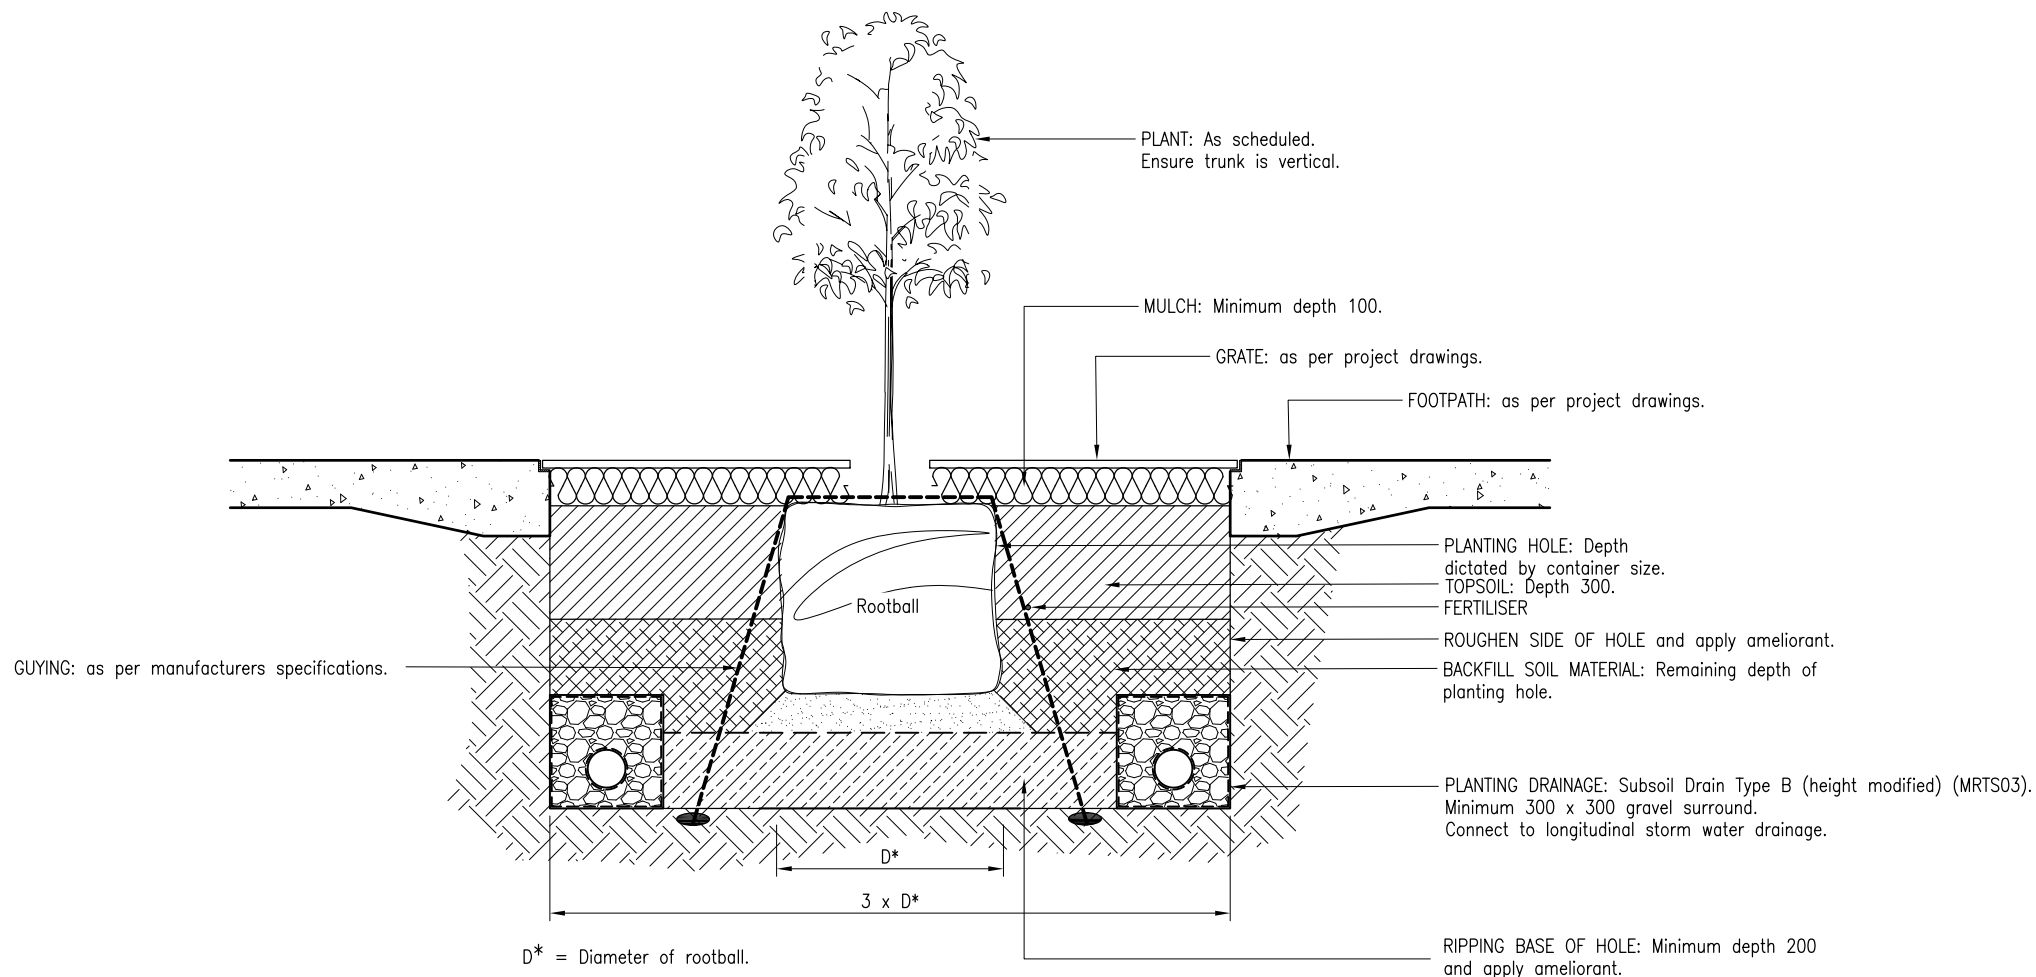 PLANT: As scheduled.
Ensure trunk is vertical.
MULCH: Minimum depth 100.
GRATE: as per project drawings.
FOOTPATH: as per project drawings.
PLANTING HOLE: Depth
dictated by container size.
TOPSOIL: Depth 300.
Rootball
FERTILISER
ROUGHEN SIDE OF HOLE and apply ameliorant.
GUYING: as per manufacturers specifications.
BACKFILL SOIL MATERIAL: Remaining depth of
planting hole.
PLANTING DRAINAGE: Subsoil Drain Type B (height modified) (MRTS03).
Minimum 300 x 300 gravel surround.
Connect to longitudinal storm water drainage.
D*
3 x D*
D* = Diameter of rootball.
RIPPING BASE OF HOLE: Minimum depth 200
and apply ameliorant.